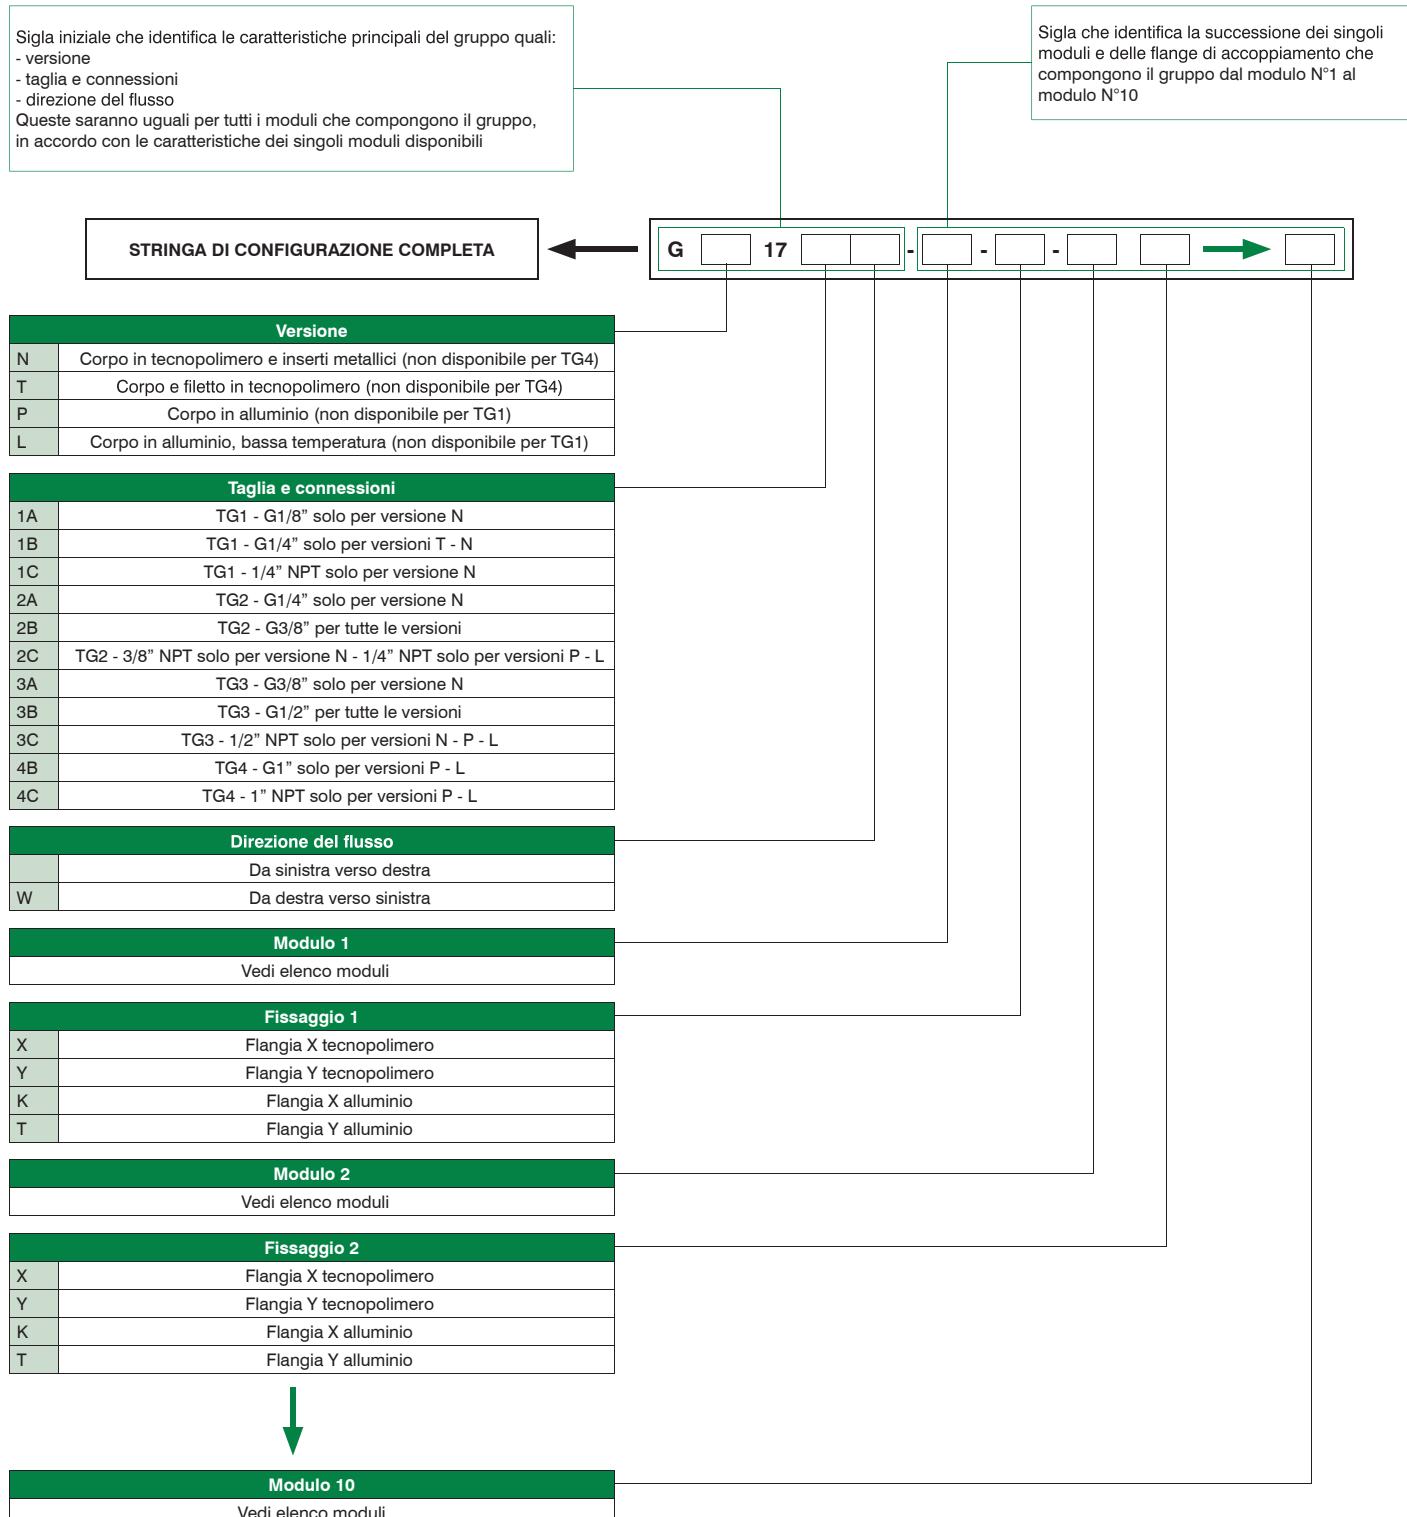 Sigla iniziale che identifica le caratteristiche principali del gruppo quali:
- versione
- taglia e connessioni
- direzione del flusso
Queste saranno uguali per tutti i moduli che compongono il gruppo,
in accordo con le caratteristiche dei singoli moduli disponibili
Sigla che identifica la successione dei singoli
moduli e delle flange di accoppiamento che
compongono il gruppo dal modulo N°1 al
modulo N°10
STRINGA DI CONFIGURAZIONE COMPLETA
G 17 - - -
Versione
N Corpo in tecnopolimero e inserti metallici (non disponibile per TG4)
T Corpo e filetto in tecnopolimero (non disponibile per TG4)
P Corpo in alluminio (non disponibile per TG1)
L Corpo in alluminio, bassa temperatura (non disponibile per TG1)
Taglia e connessioni
1A TG1 - G1/8” solo per versione N
1B TG1 - G1/4” solo per versioni T - N
1C TG1 - 1/4” NPT solo per versione N
2A TG2 - G1/4” solo per versione N
2B TG2 - G3/8” per tutte le versioni
2C TG2 - 3/8” NPT solo per versione N - 1/4” NPT solo per versioni P - L
3A TG3 - G3/8” solo per versione N
3B TG3 - G1/2” per tutte le versioni
3C TG3 - 1/2” NPT solo per versioni N - P - L
4B TG4 - G1” solo per versioni P - L
4C TG4 - 1” NPT solo per versioni P - L
Direzione del flusso
Da sinistra verso destra
W Da destra verso sinistra
Modulo 1
Vedi elenco moduli
Fissaggio 1
X Flangia X tecnopolimero
Y Flangia Y tecnopolimero
K Flangia X alluminio
T Flangia Y alluminio
Modulo 2
Vedi elenco moduli
Fissaggio 2
X Flangia X tecnopolimero
Y Flangia Y tecnopolimero
K Flangia X alluminio
T Flangia Y alluminio
Modulo 10
Vedi elenco moduli